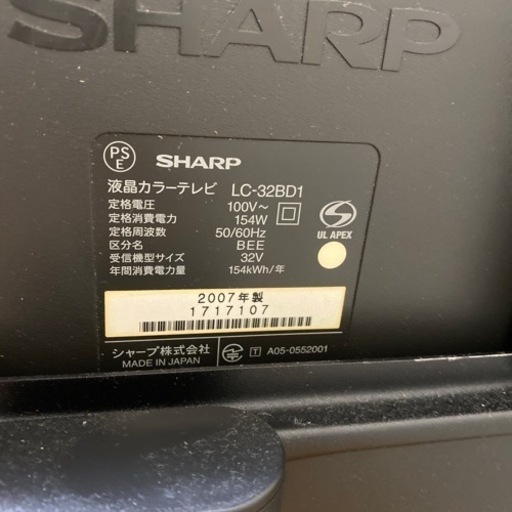 SHARP
PSE SHARP
液晶カラーテレビ LC-32BD1
定格電圧 100V～
定格消費電力 154W
定格周波数 50/60Hz
区分名 BEE
受信機型サイズ 32V
年間消費電力量 154kWh/年
UL APEX
2007年製
1717107
シャープ株式会社
MADE IN JAPAN
T A05-0552001